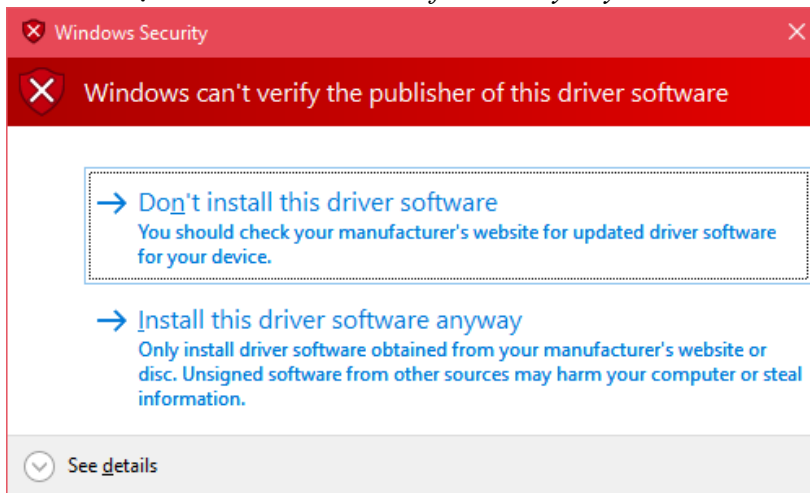 Windows Security
Windows can't verify the publisher of this driver software
Don't install this driver software
You should check your manufacturer's website for updated driver software
for your device.
Install this driver software anyway
Only install driver software obtained from your manufacturer's website or
disc. Unsigned software from other sources may harm your computer or steal
information.
See details